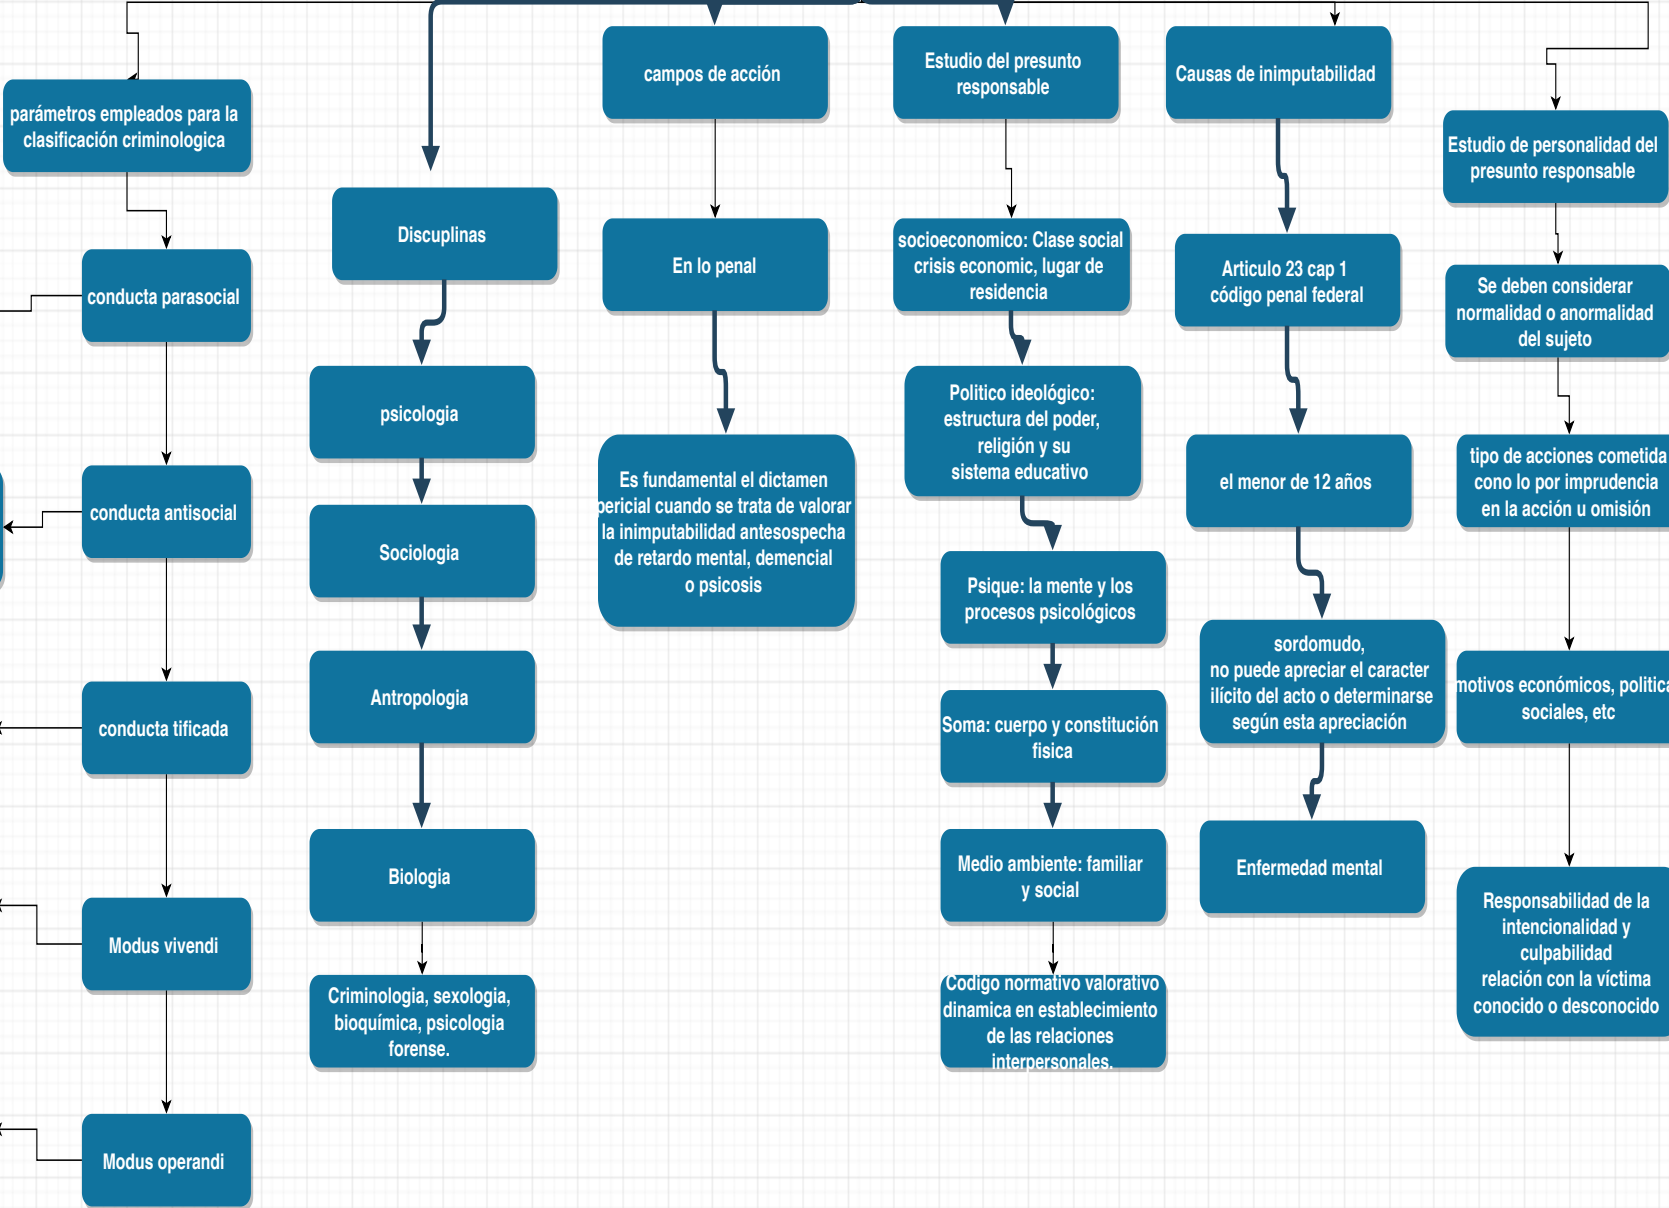 parámetros empleados para la
clasificación criminologica
conducta parasocial
conducta antisocial
conducta tificada
Modus vivendi
Modus operandi
Discuplinas
psicologia
Sociologia
Antropologia
Biologia
Criminologia, sexologia,
bioquímica, psicologia
forense.
campos de acción
En lo penal
Es fundamental el dictamen
pericial cuando se trata de valorar
la inimputabilidad antesospecha
de retardo mental, demencial
o psicosis
Estudio del presunto
responsable
socioeconomico: Clase social
crisis economic, lugar de
residencia
Politico ideológico:
estructura del poder,
religión y su
sistema educativo
Psique: la mente y los
procesos psicológicos
Soma: cuerpo y constitución
fisica
Medio ambiente: familiar
y social
Codigo normativo valorativo
dinamica en establecimiento
de las relaciones
interpersonales.
Causas de inimputabilidad
Articulo 23 cap 1
código penal federal
el menor de 12 años
sordomudo,
no puede apreciar el caracter
ilícito del acto o determinarse
según esta apreciación
Enfermedad mental
Estudio de personalidad del
presunto responsable
Se deben considerar
normalidad o anormalidad
del sujeto
tipo de acciones cometida
cono lo por imprudencia
en la acción u omisión
motivos económicos, politica
sociales, etc
Responsabilidad de la
intencionalidad y
culpabilidad
relación con la víctima
conocido o desconocido